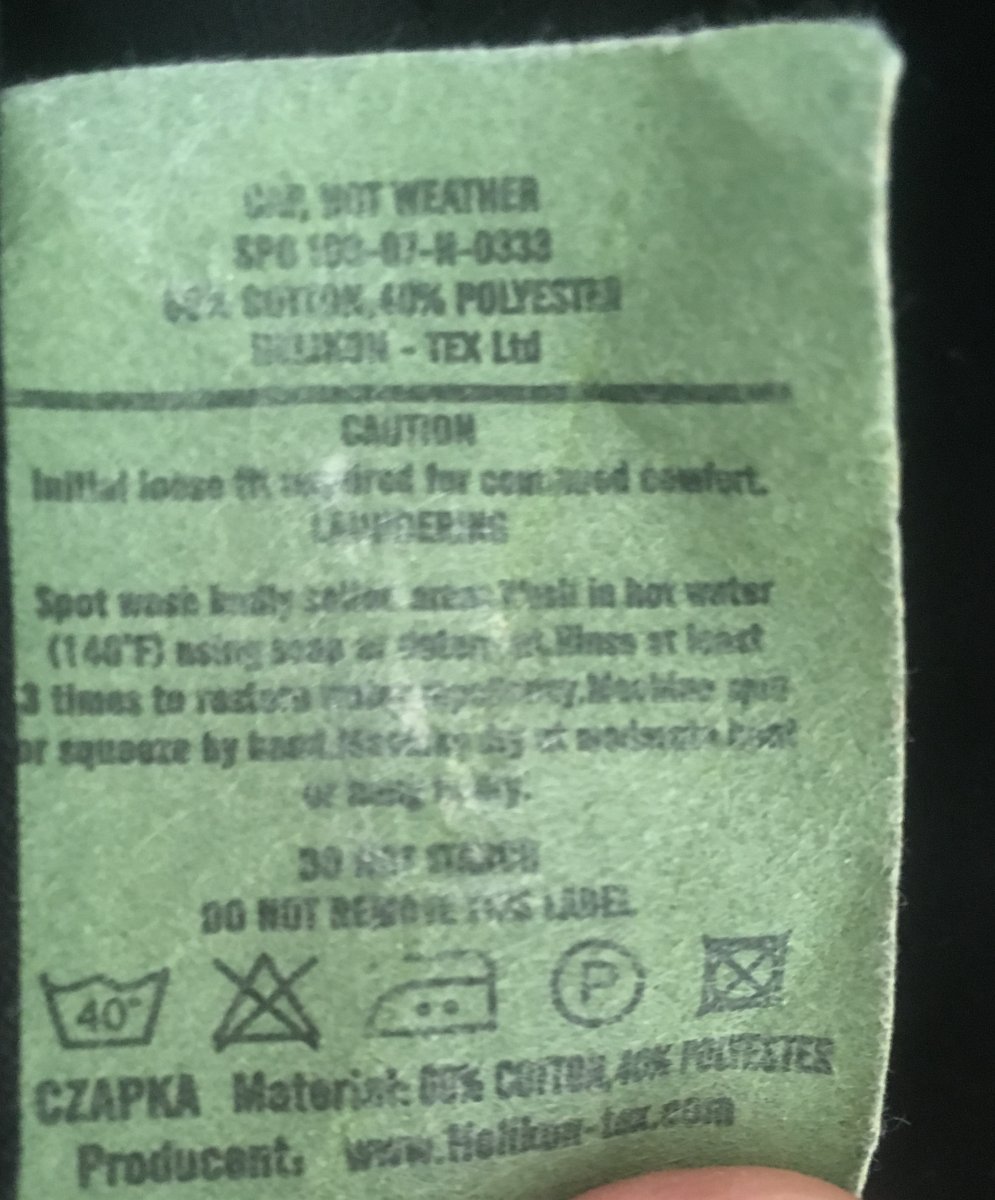 CAP, HOT WEATHER
SPO 100-07-N-0333
60% COTTON, 40% POLYESTER
HELIKON - TEX Ltd
CAUTION
Initial loose fit required for continued comfort.
LAUNDERING
Spot wash badly soiled areas. Wash in hot water
(140°F) using soap or detergent. Rinse at least
3 times to restore water repellency. Machine spin
or squeeze by hand. Machine dry at moderate heat
or hang to dry.
DO NOT STARCH
DO NOT REMOVE THIS LABEL
40° P
CZAPKA Material: 60% COTTON, 40% POLYESTER
Producent: www.Helikon-tex.com